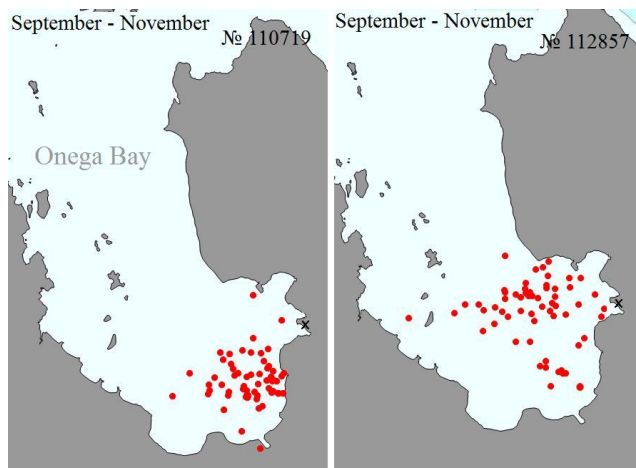 September - November
№ 110719
Onega Bay
September - November
№ 112857